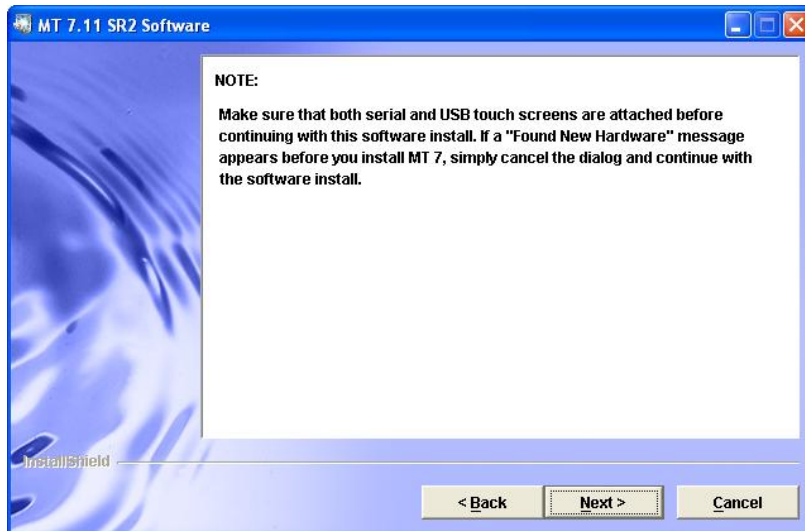 MT 7.11 SR2 Software
NOTE:
Make sure that both serial and USB touch screens are attached before
continuing with this software install. If a "Found New Hardware" message
appears before you install MT 7, simply cancel the dialog and continue with
the software install.
InstallShield
< Back Next > Cancel